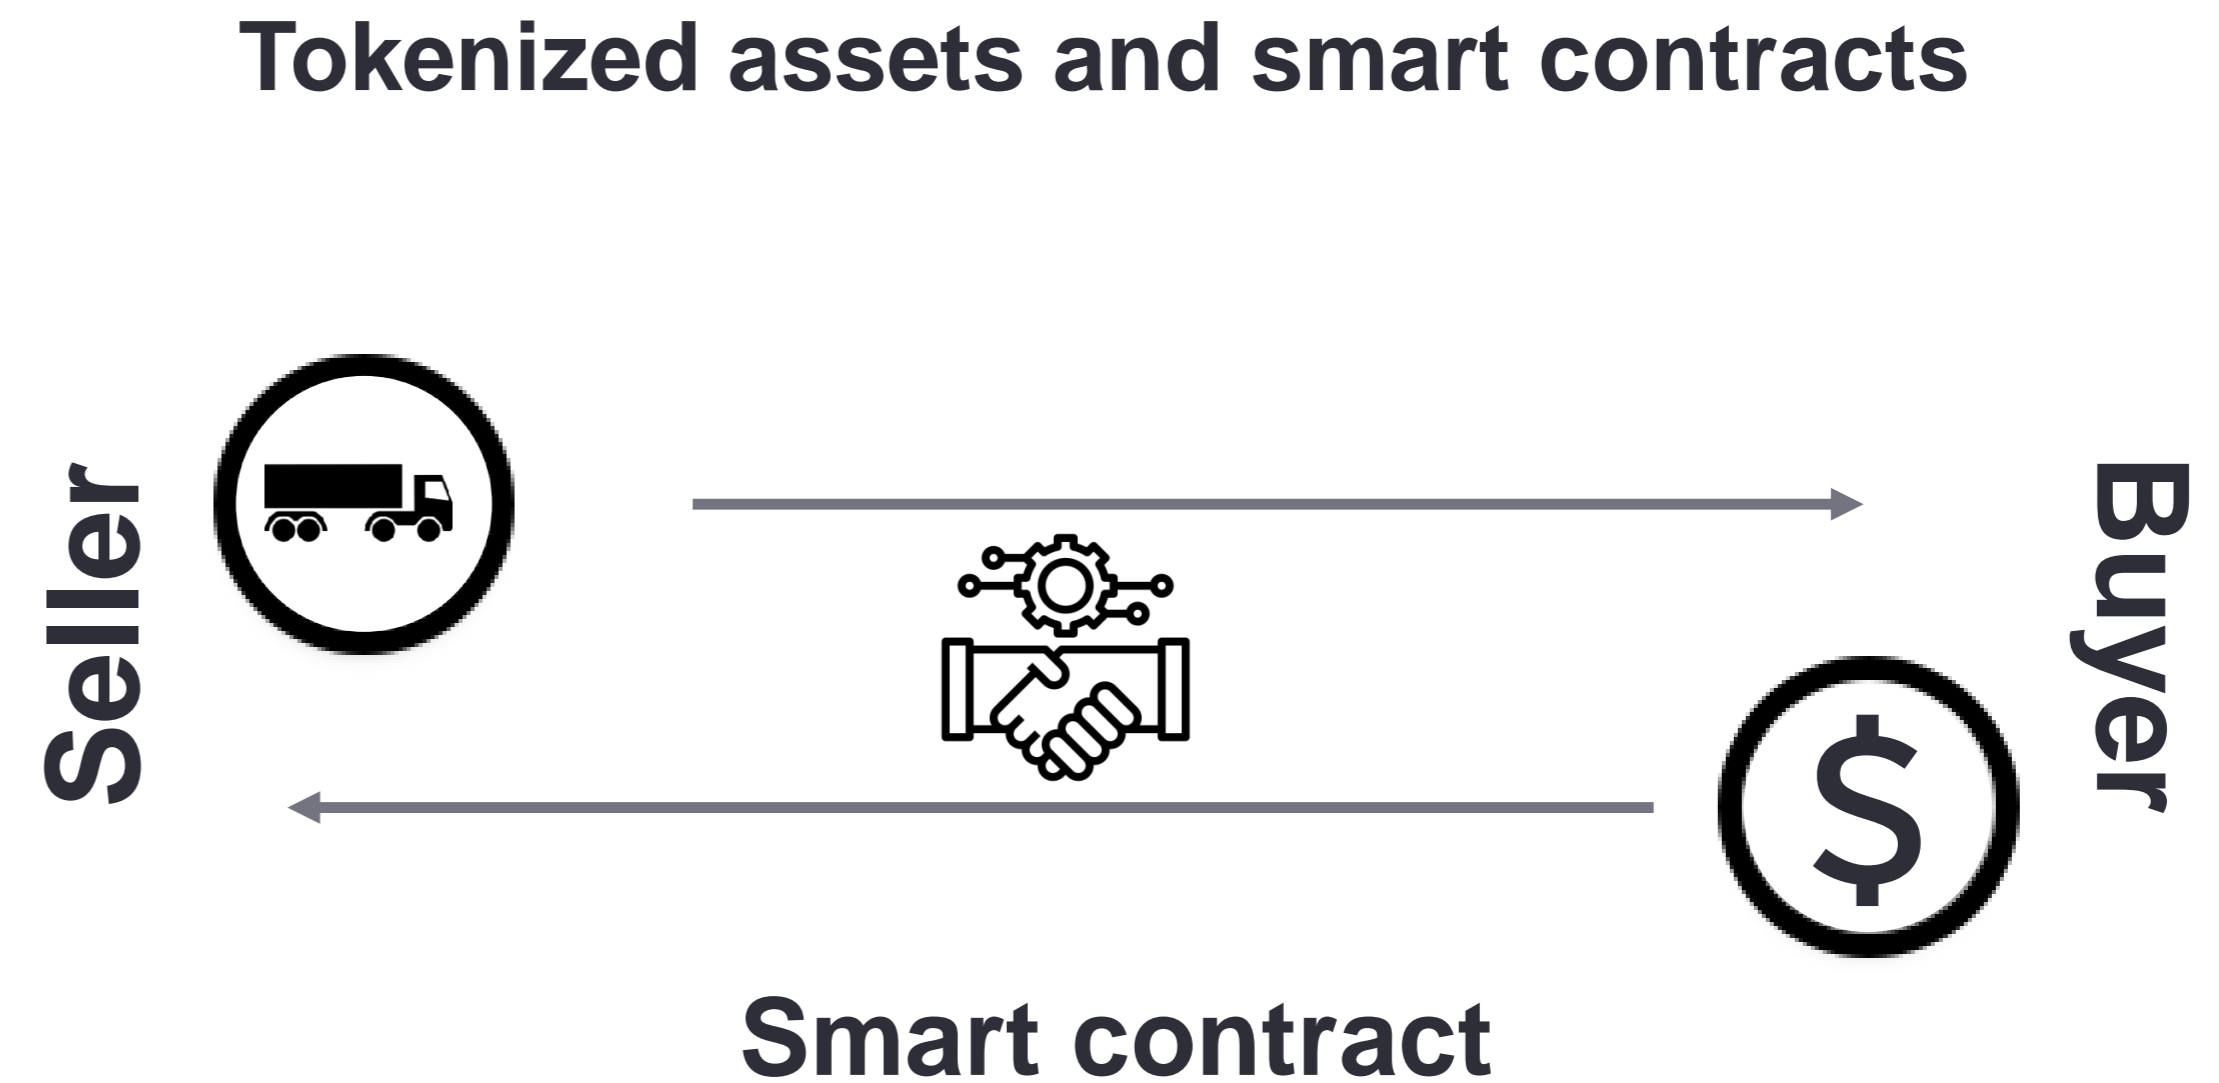 Tokenized assets and smart contracts
Seller
Buyer
$
Smart contract